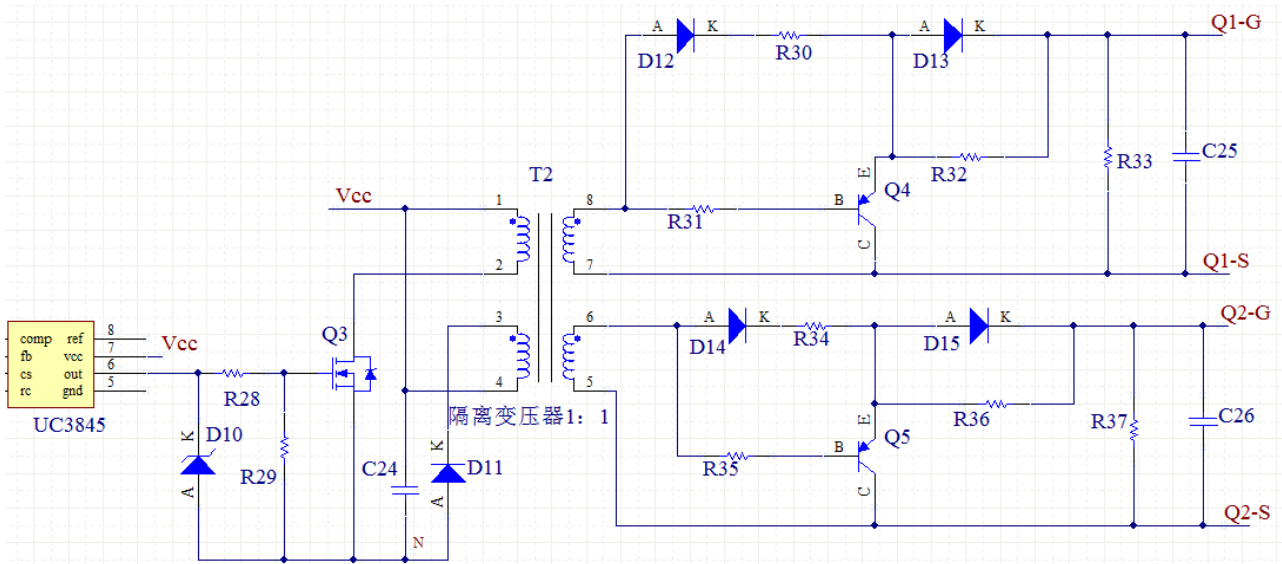 Q1-G
A
K
A
K
D12
R30
D13
T2
E
R32
R33
C25
Vcc
1
8
Q4
R31
B
C
2
7
Q1-S
3
6
Q3
A
K
A
K
Q2-G
D14
R34
D15
comp ref 8
fb vcc 7
cs out 6
rc gnd 5
Vcc
4
5
隔离变压器1：1
E
R36
R37
C26
UC3845
R28
Q5
K
D10
K
B
R35
R29
C24
D11
A
A
C
Q2-S
N